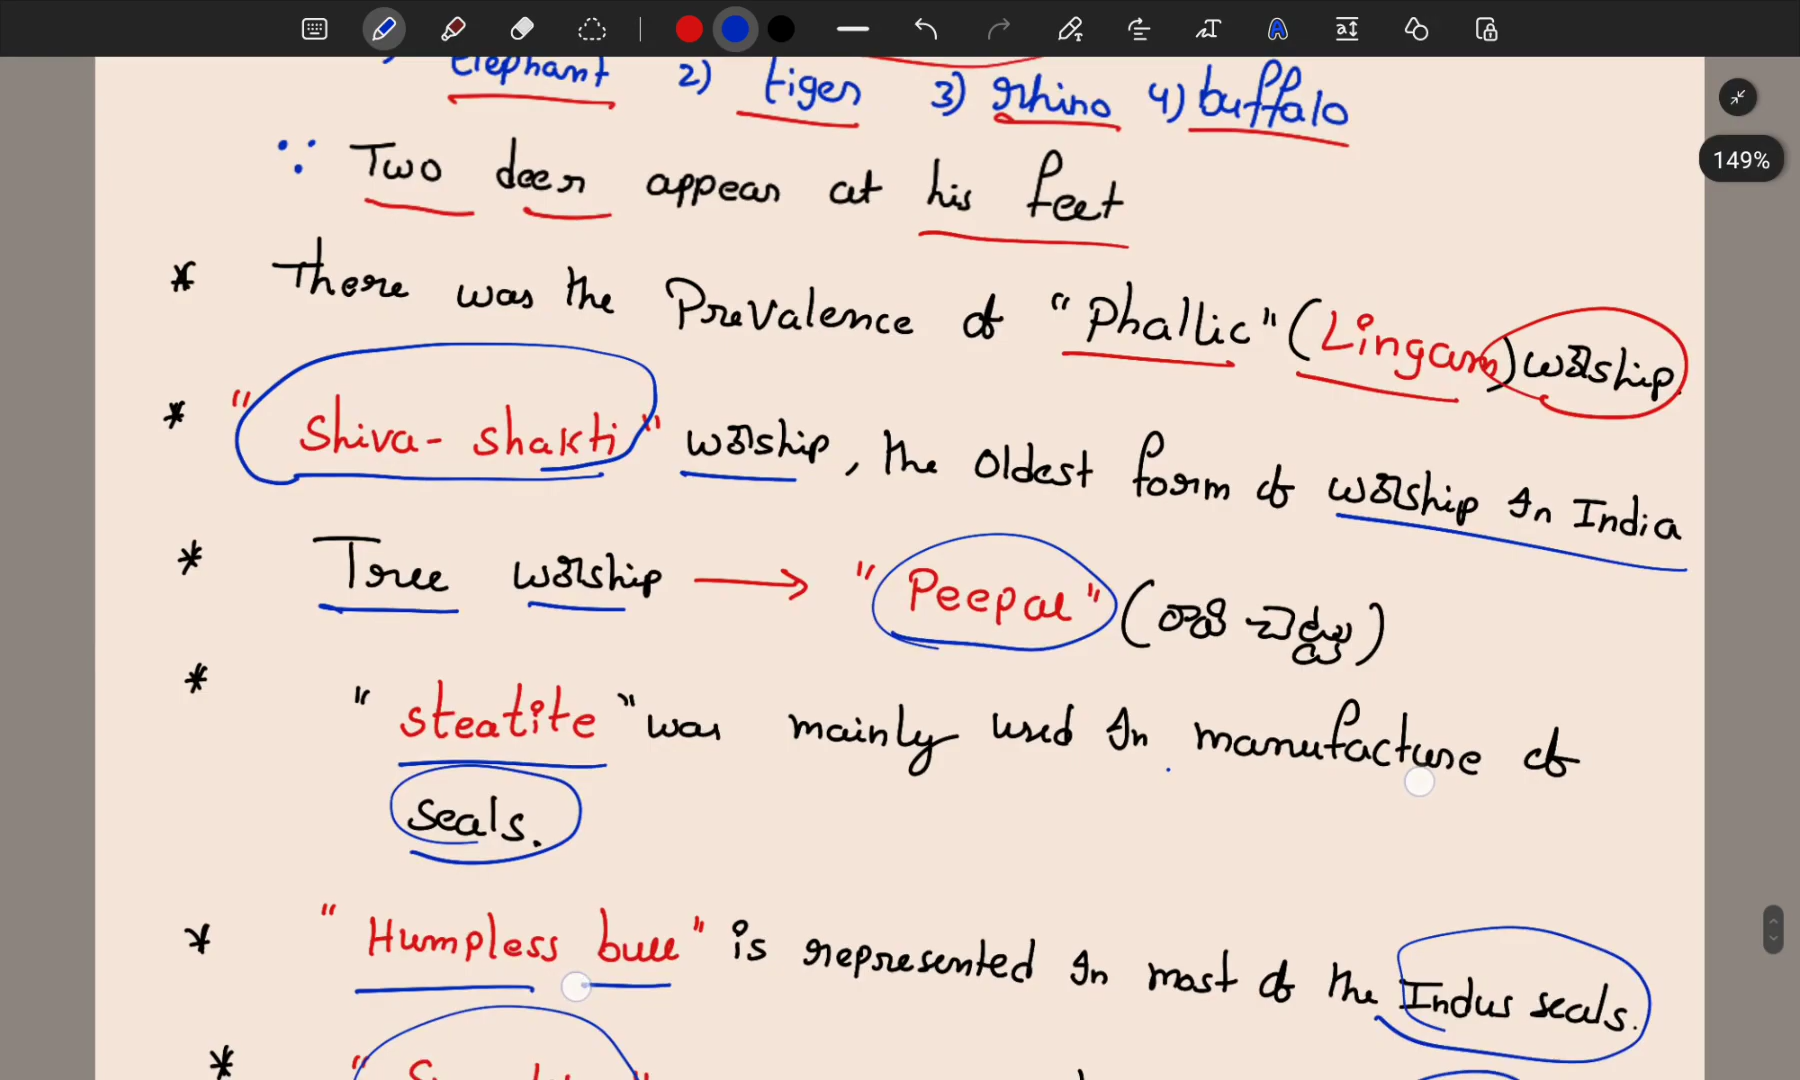 elephant 2) tiger 3) rhino 4) buffalo
∵ Two deer appear at his feet
* There was the Prevalence of "Phallic" (Lingam) worship
* "Shiva-shakti" worship, the oldest form of worship In India
* Tree worship → "Peepal" (రావి చెట్టు)
* "steatite" was mainly used In manufacture of
seals.
* "Humpless bull" is represented In most of the Indus seals.
*
149%